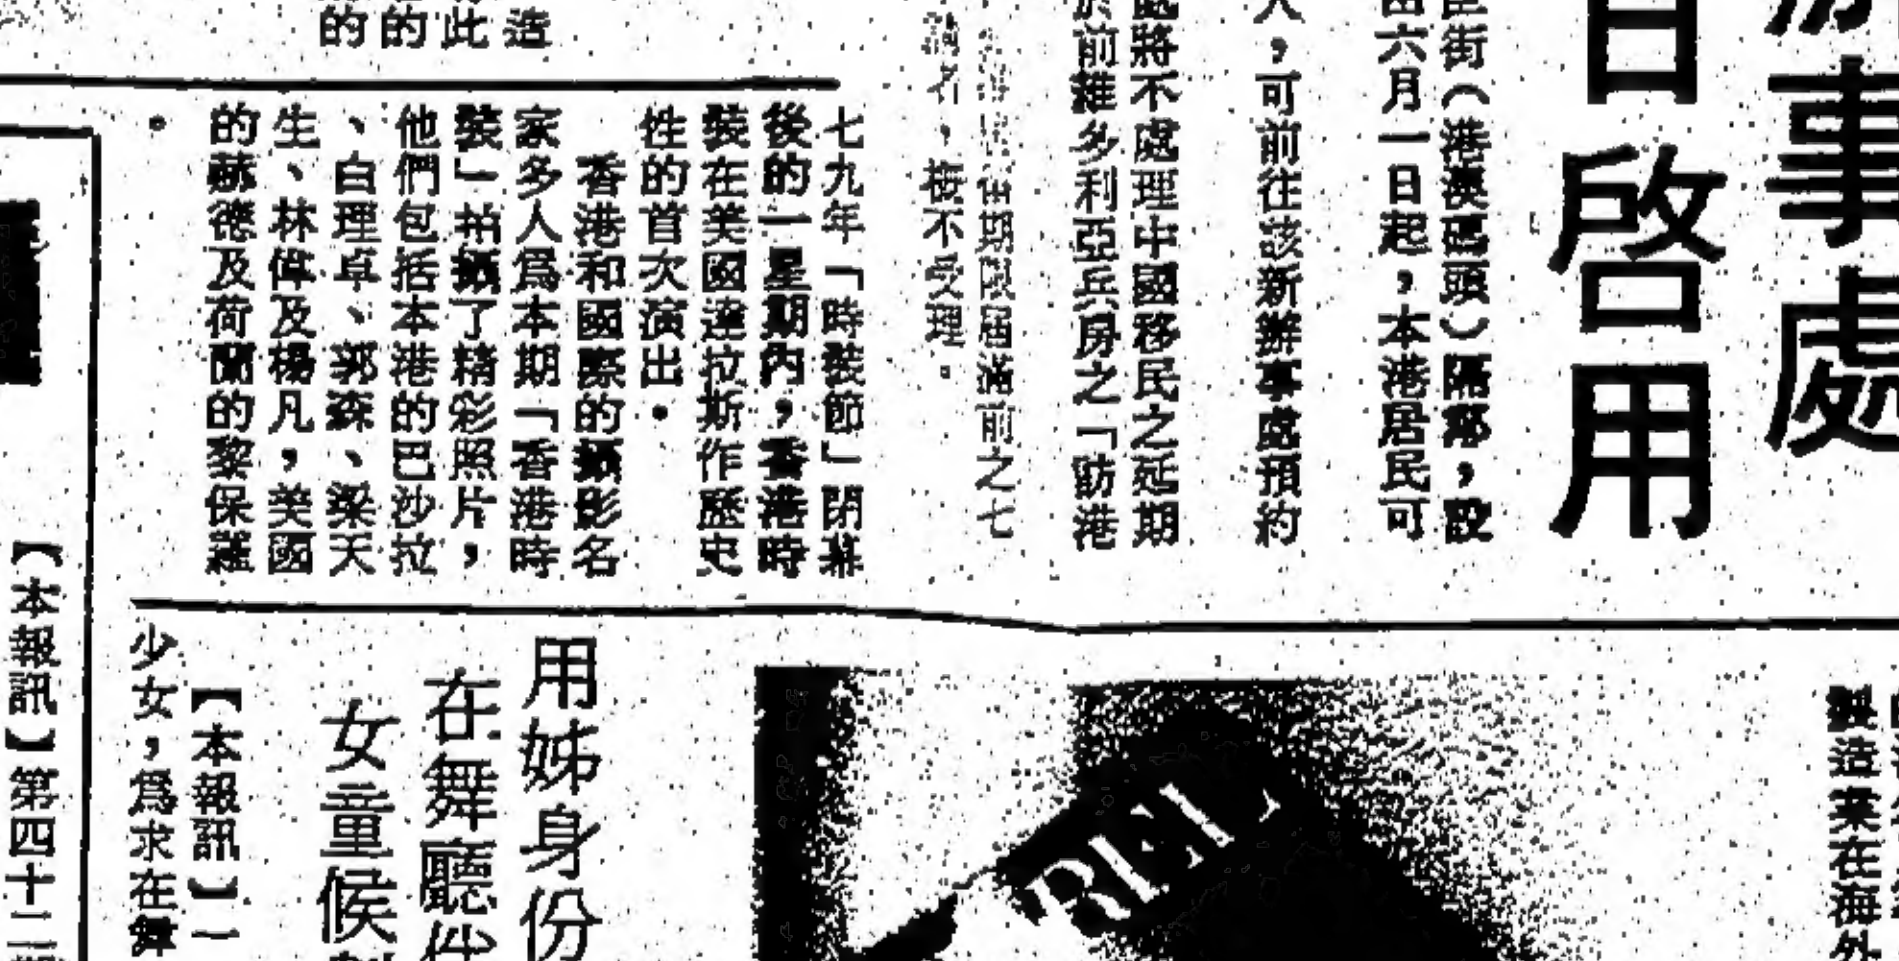 事處
日啓用
臣街（港澳碼頭）隔鄰，設
由六月一日起，本港居民可
人，可前往該新辦事處預約
處將不處理中國移民之延期
於前維多利亞兵房之「訪港
期限屆滿前之七
者，概不受理。
造
此
的
的
七九年「時裝節」閉幕
後的一星期內，香港時
裝在美國達拉斯作歷史
性的首次演出。
香港和國際的攝影名
家多人爲本期「香港時
裝」拍攝了精彩照片，
他們包括本港的巴沙拉
、白理卓、郭森、梁天
生、林偉及楊凡，美國
的蘇德及荷蘭的黎保羅
。
製造業在海外
REL
用姊身份
在舞廳伴
女童候
【本報訊】一
少女，爲求在舞
【本報訊】第四十二